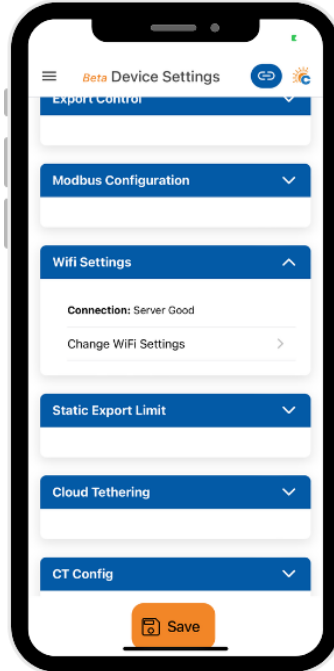 Beta Device Settings
Export Control
Modbus Configuration
Wifi Settings
Connection: Server Good
Change WiFi Settings
Static Export Limit
Cloud Tethering
CT Config
Save